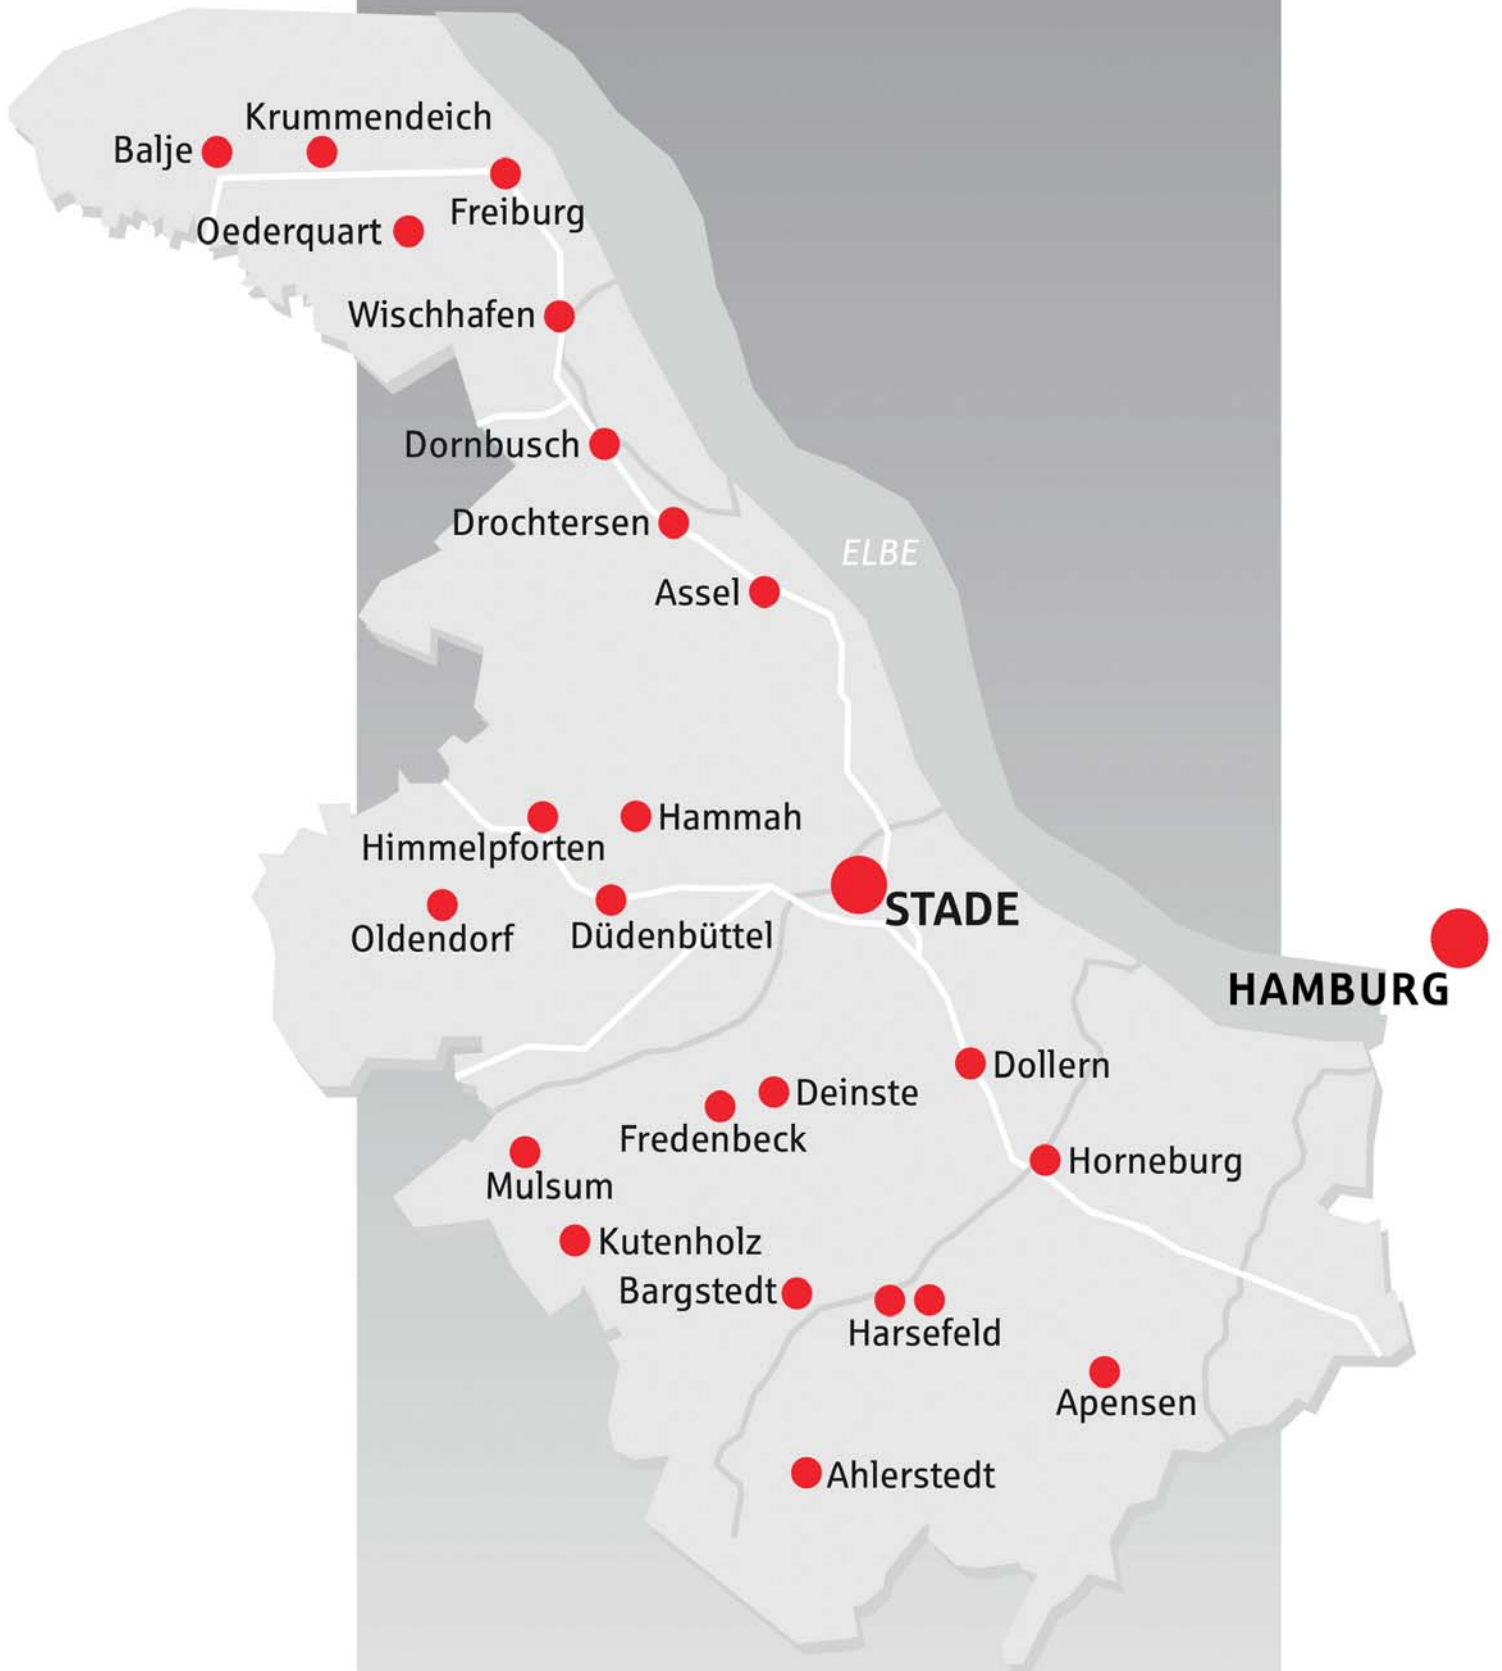 Krummendeich
Balje
Freiburg
Oederquart
Wischhafen
Dornbusch
Drochtersen
ELBE
Assel
Hammah
Himmelpforten
STADE
Oldendorf
Düdenbüttel
HAMBURG
Dollern
Deinste
Fredenbeck
Horneburg
Mulsum
Kutenholz
Bargstedt
Harsefeld
Apensen
Ahlerstedt